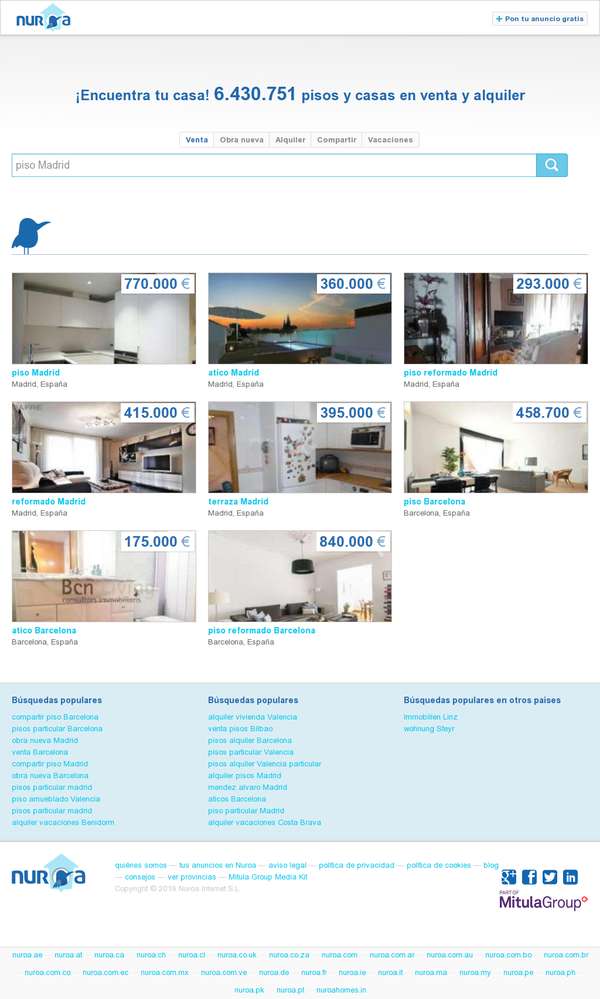 nuroa
+ Pon tu anuncio gratis
¡Encuentra tu casa! 6.430.751 pisos y casas en venta y alquiler
Venta Obra nueva Alquiler Compartir Vacaciones
piso Madrid
770.000 €
360.000 €
293.000 €
piso Madrid
Madrid, España
atico Madrid
Madrid, España
piso reformado Madrid
Madrid, España
415.000 €
395.000 €
458.700 €
reformado Madrid
Madrid, España
terraza Madrid
Madrid, España
piso Barcelona
Barcelona, España
175.000 €
Bcn
consultors immobiliaris
840.000 €
atico Barcelona
Barcelona, España
piso reformado Barcelona
Barcelona, España
Búsquedas populares
compartir piso Barcelona
pisos particular Barcelona
obra nueva Madrid
venta Barcelona
compartir piso Madrid
obra nueva Barcelona
pisos particular madrid
piso amueblado Valencia
pisos particular madrid
alquiler vacaciones Benidorm
Búsquedas populares
alquiler vivienda Valencia
venta pisos Bilbao
pisos alquiler Barcelona
pisos particular Valencia
pisos alquiler Valencia particular
alquiler pisos Madrid
mendez alvaro Madrid
aticos Barcelona
piso particular Madrid
alquiler vacaciones Costa Brava
Búsquedas populares en otros paises
Immobilien Linz
wohnung Steyr
nuroa
quiénes somos — tus anuncios en Nuroa — aviso legal — política de privacidad — política de cookies — blog
— consejos — ver provincias — Mitula Group Media Kit
Copyright © 2016 Nuroa Internet S.L.
PART OF
MitulaGroup
nuroa.ae — nuroa.at — nuroa.ca — nuroa.ch — nuroa.cl — nuroa.co.uk — nuroa.co.za — nuroa.com — nuroa.com.ar — nuroa.com.au — nuroa.com.bo — nuroa.com.br
— nuroa.com.co — nuroa.com.ec — nuroa.com.mx — nuroa.com.ve — nuroa.de — nuroa.fr — nuroa.ie — nuroa.it — nuroa.ma — nuroa.my — nuroa.pe — nuroa.ph —
nuroa.pk — nuroa.pl — nuroahomes.in